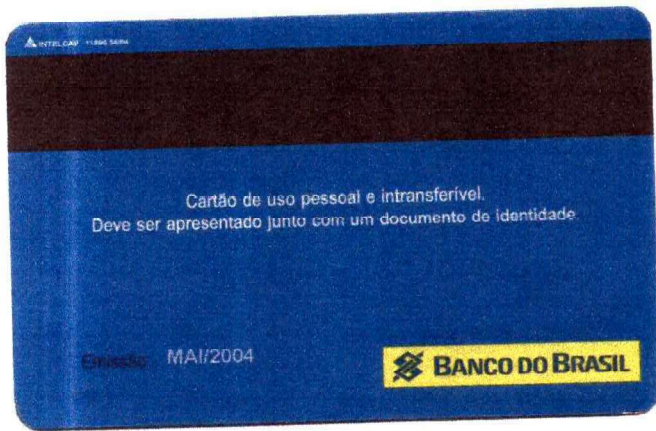 INTELCAV
Cartão de uso pessoal e intransferível.
Deve ser apresentado junto com um documento de identidade.
Emissão MAI/2004
BANCO DO BRASIL